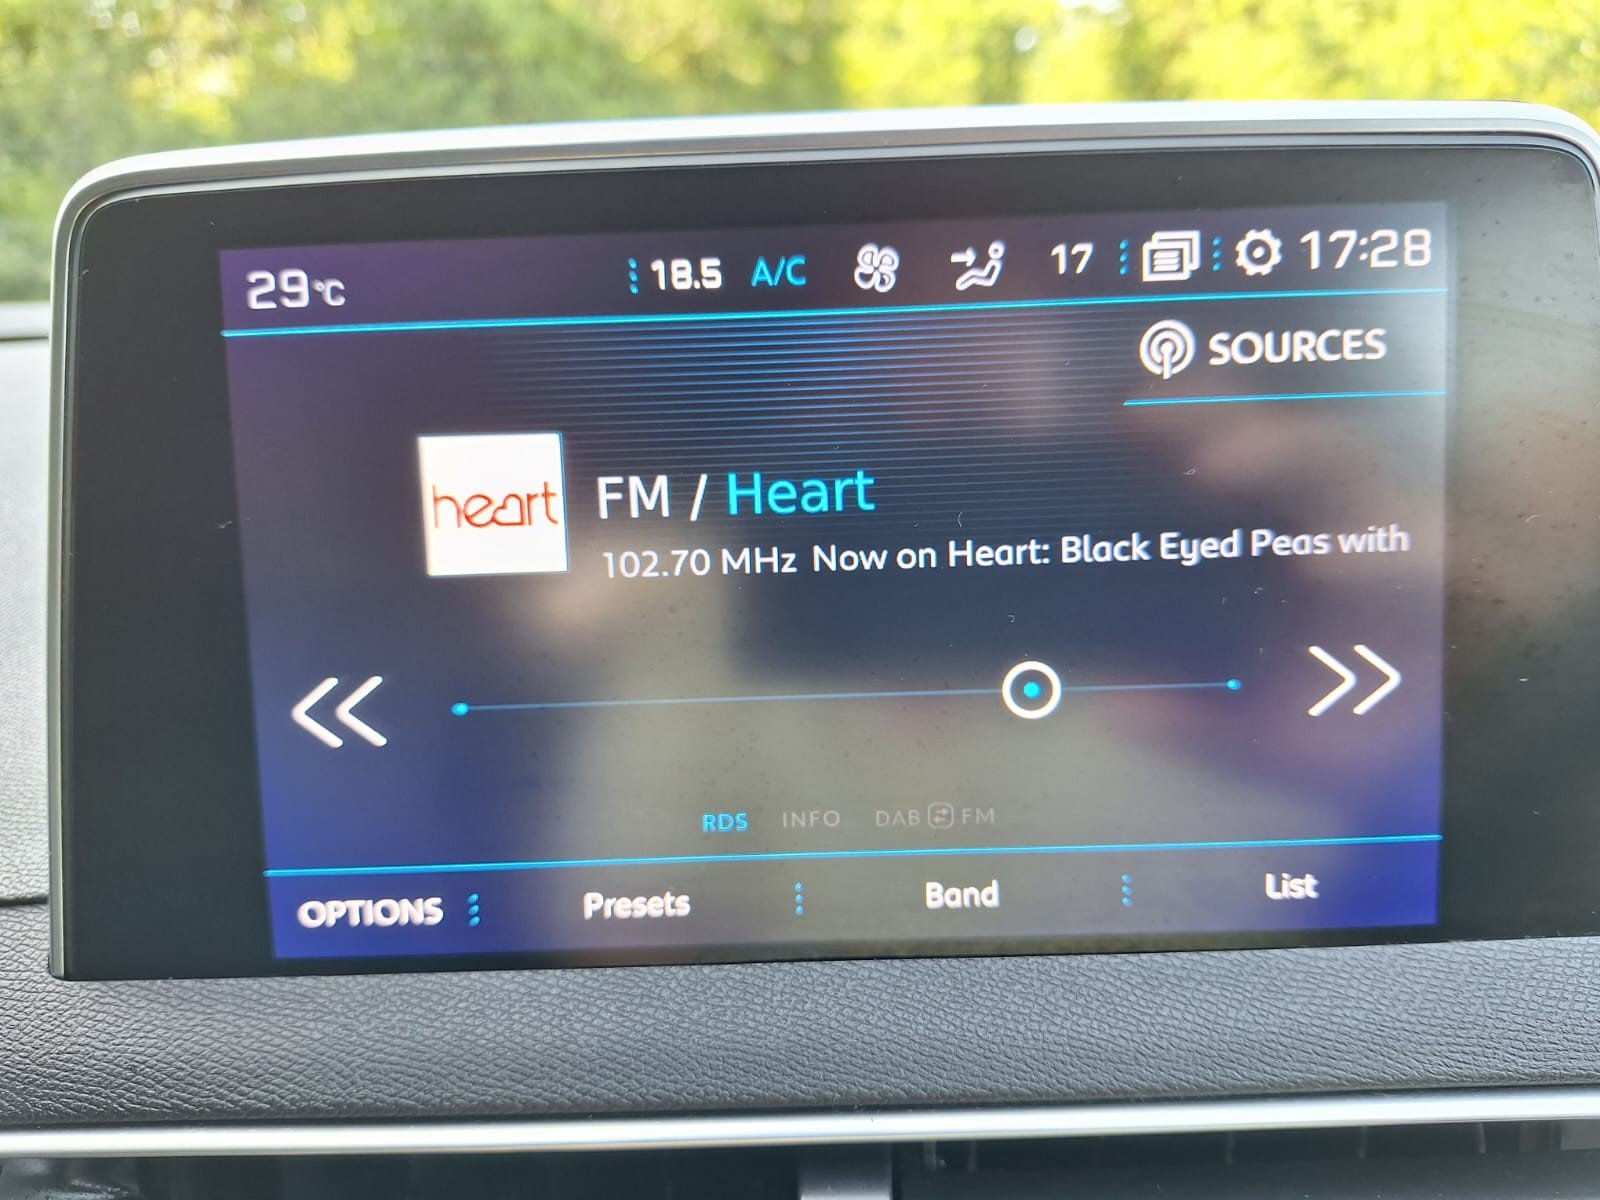 29°C 18.5 A/C 17 17:28
SOURCES
heart
FM / Heart
102.70 MHz Now on Heart: Black Eyed Peas with
RDS INFO DAB FM
OPTIONS Presets Band List